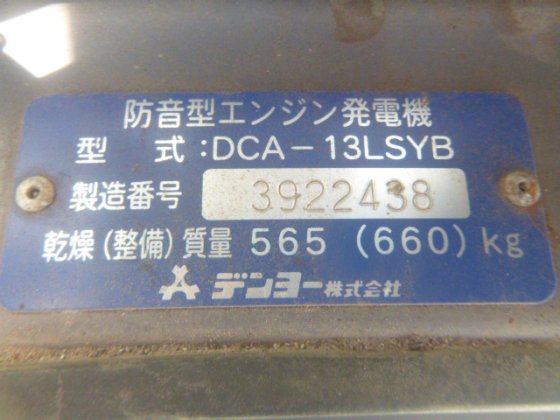 防音型エンジン発電機
型 式:DCA-13LSYB
製造番号 3922438
乾燥(整備)質量 565 (660)kg
デンヨー株式会社